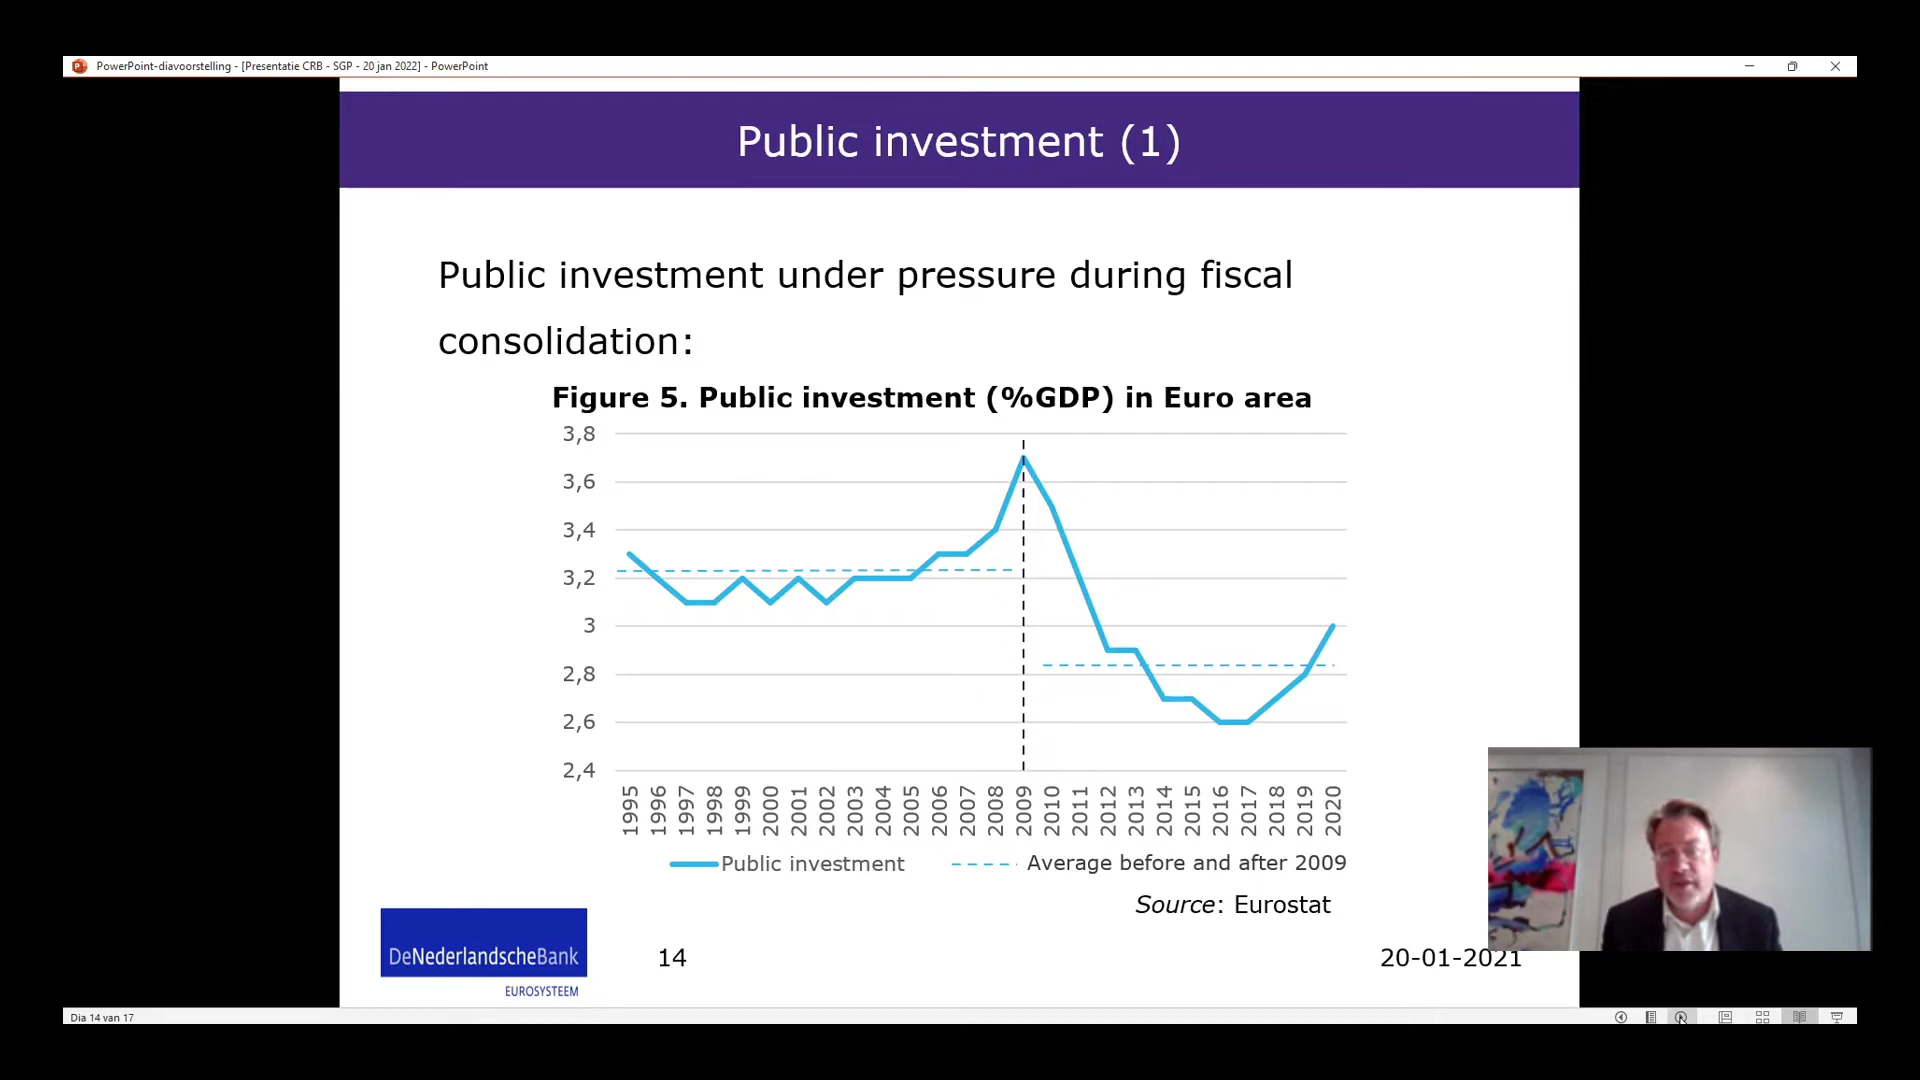 PowerPoint-diavoorstelling - [Presentatie CRB - SGP - 20 jan 2022] - PowerPoint
Public investment (1)
Public investment under pressure during fiscal
consolidation:
Figure 5. Public investment (%GDP) in Euro area
3,8
3,6
3,4
3,2
3
2,8
2,6
2,4
1995 1996 1997 1998 1999 2000 2001 2002 2003 2004 2005 2006 2007 2008 2009 2010 2011 2012 2013 2014 2015 2016 2017 2018 2019 2020
Public investment Average before and after 2009
Source: Eurostat
DeNederlandscheBank
EUROSYSTEEM
14
20-01-2021
Dia 14 van 17